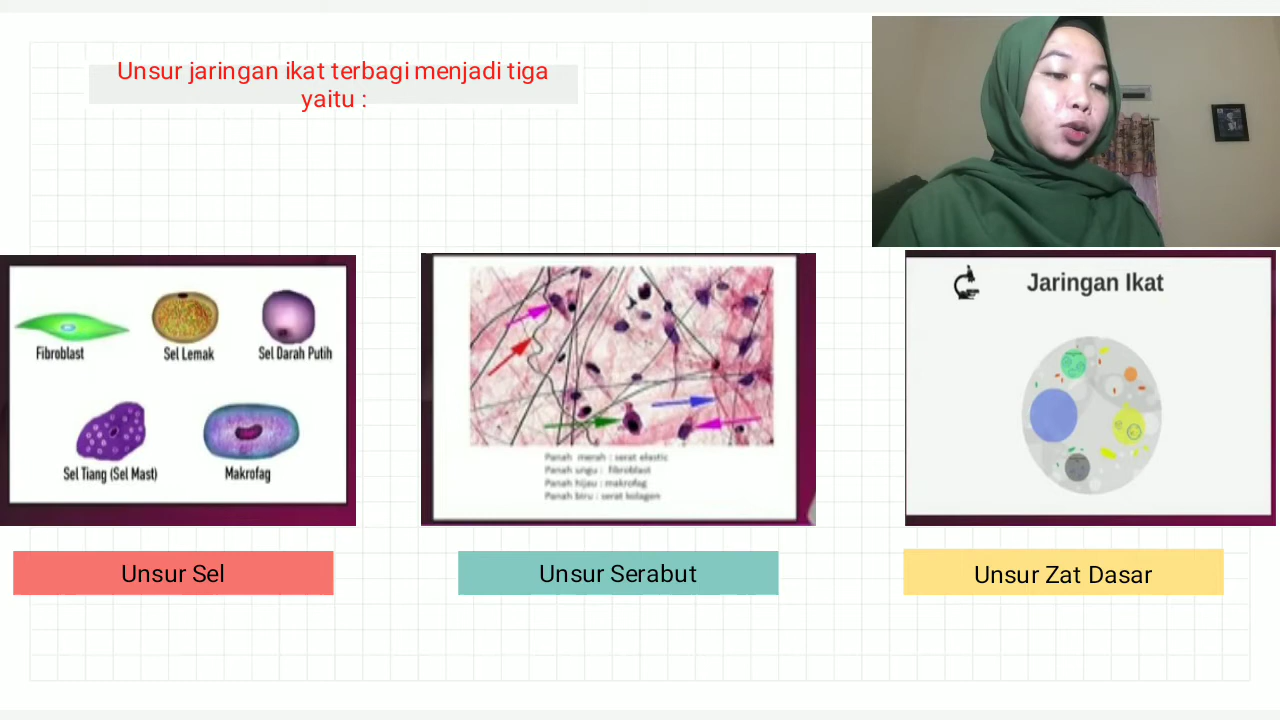 Unsur jaringan ikat terbagi menjadi tiga
yaitu :
Fibroblast
Sel Lemak
Sel Darah Putih
Sel Tiang (Sel Mast)
Makrofag
Panah merah : serat elastic
Panah ungu : fibroblast
Panah hijau : makrofag
Panah biru : serat kolagen
Jaringan Ikat
Unsur Sel
Unsur Serabut
Unsur Zat Dasar